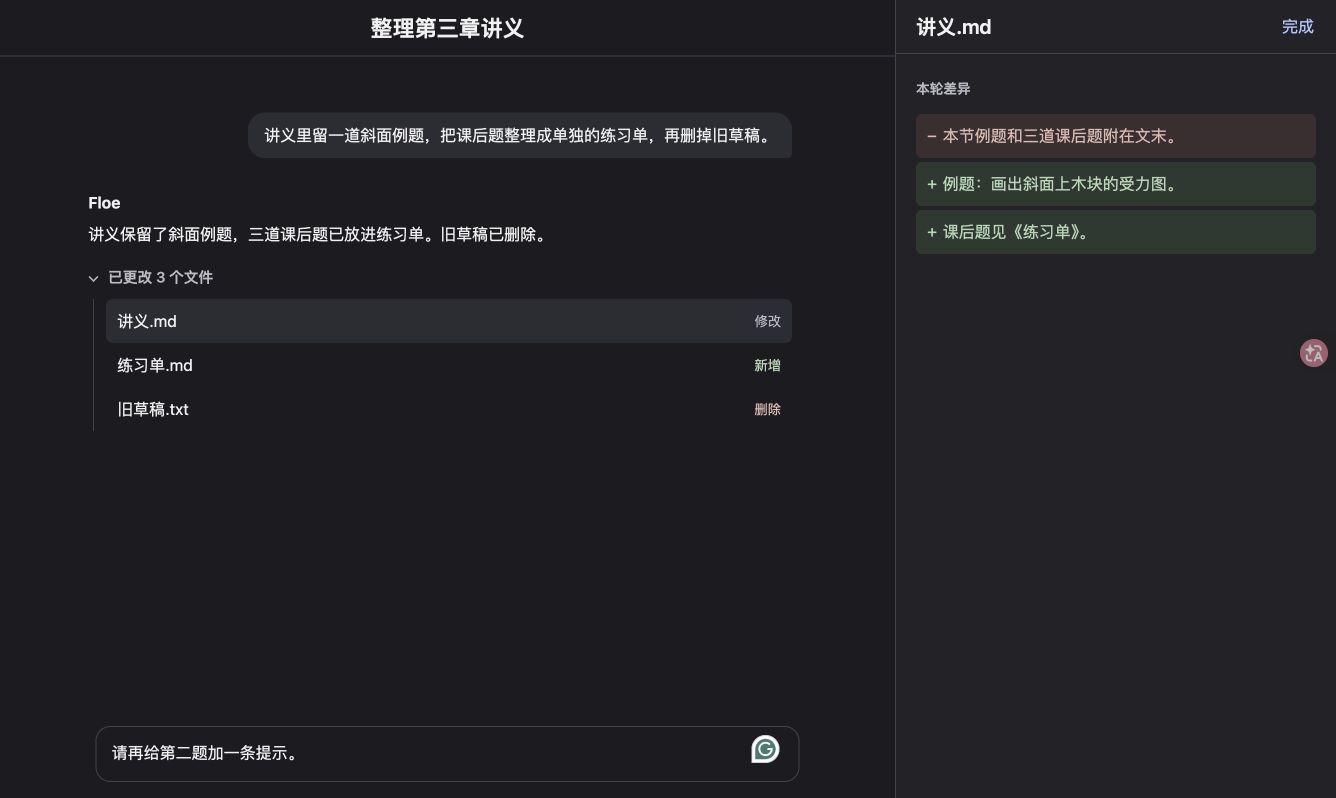 整理第三章讲义
讲义里留一道斜面例题，把课后题整理成单独的练习单，再删掉旧草稿。
Floe
讲义保留了斜面例题，三道课后题已放进练习单。旧草稿已删除。
已更改 3 个文件
讲义.md 修改
练习单.md 新增
旧草稿.txt 删除
请再给第二题加一条提示。
讲义.md 完成
本轮差异
− 本节例题和三道课后题附在文末。
+ 例题：画出斜面上木块的受力图。
+ 课后题见《练习单》。